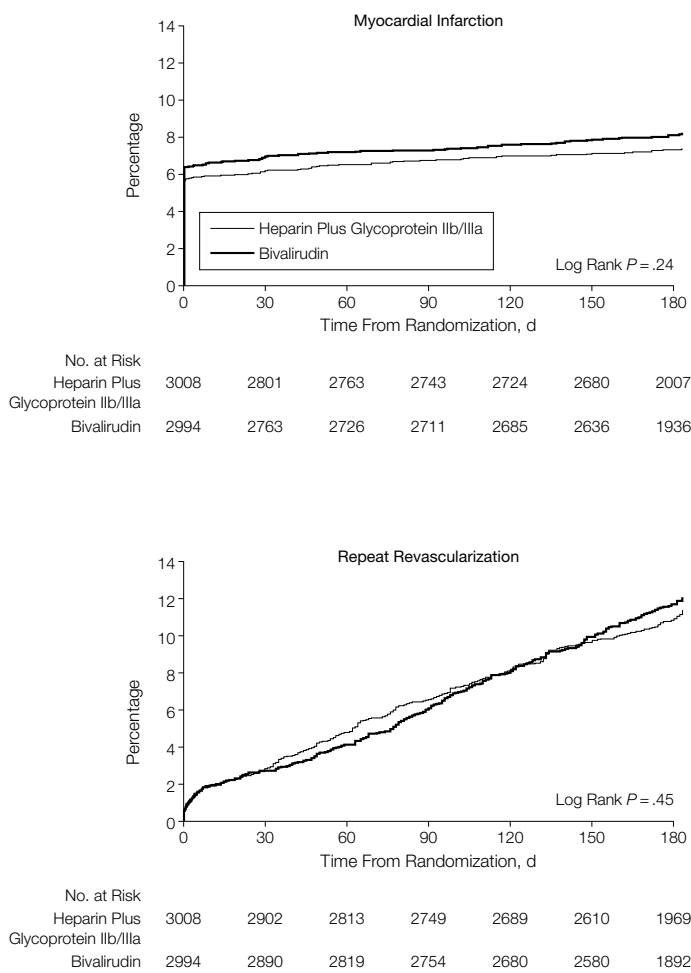 Myocardial Infarction
14
12
10
8
6
4
2
0
Percentage
Heparin Plus Glycoprotein IIb/IIIa
Bivalirudin
Log Rank P = .24
0 30 60 90 120 150 180
Time From Randomization, d
No. at Risk
Heparin Plus 3008 2801 2763 2743 2724 2680 2007
Glycoprotein IIb/IIIa
Bivalirudin 2994 2763 2726 2711 2685 2636 1936
Repeat Revascularization
14
12
10
8
6
4
2
0
Percentage
Log Rank P = .45
0 30 60 90 120 150 180
Time From Randomization, d
No. at Risk
Heparin Plus 3008 2902 2813 2749 2689 2610 1969
Glycoprotein IIb/IIIa
Bivalirudin 2994 2890 2819 2754 2680 2580 1892